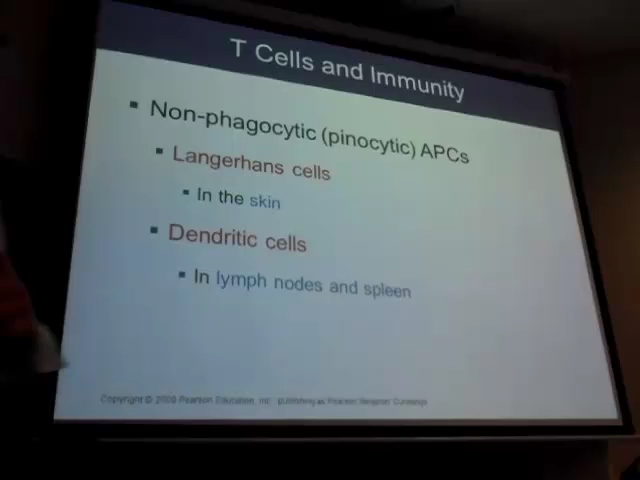 T Cells and Immunity
Non-phagocytic (pinocytic) APCs
Langerhans cells
In the skin
Dendritic cells
In lymph nodes and spleen
Copyright © 2009 Pearson Education, Inc. publishing as Pearson Benjamin Cummings